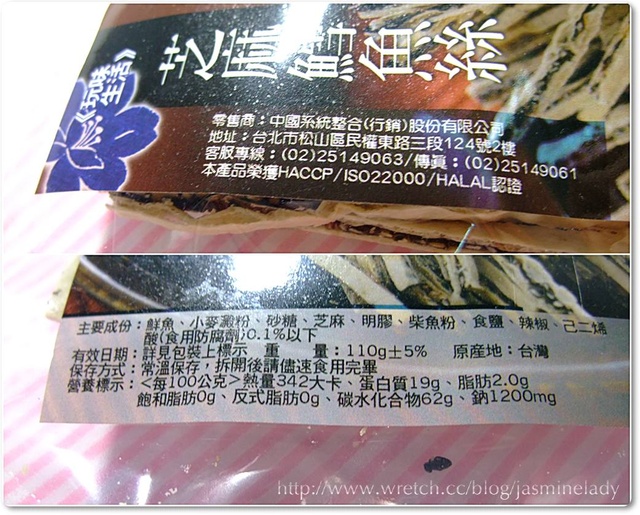 《玩味生活》
芝麻鱈魚絲
零售商：中國系統整合(行銷)股份有限公司
地址：台北市松山區民權東路三段124號2樓
客服專線：(02)25149063/傳真：(02)25149061
本產品榮獲HACCP/ISO22000/HALAL認證
主要成份：鮮魚、小麥澱粉、砂糖、芝麻、明膠、柴魚粉、食鹽、辣椒、己二烯
酸(食用防腐劑):0.1%以下
有效日期：詳見包裝上標示 重 量：110g±5% 原產地：台灣
保存方式：常溫保存，拆開後請儘速食用完畢
營養標示：<每100公克>熱量342大卡、蛋白質19g、脂肪2.0g
飽和脂肪0g、反式脂肪0g、碳水化合物62g、鈉1200mg
http://www.wretch.cc/blog/jasminelady